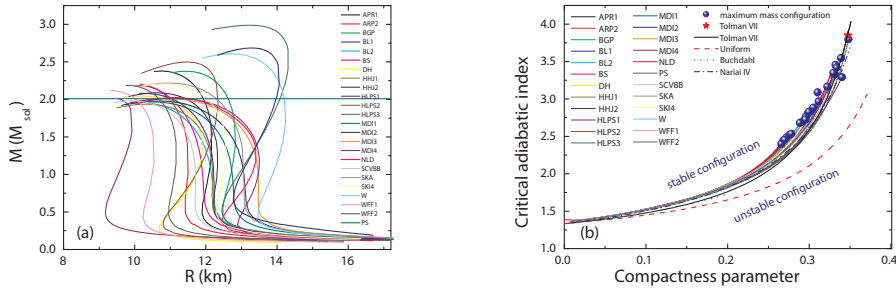 3.0
2.5
2.0
1.5
1.0
0.5
0.0
M (M sol)
8
10
12
14
16
R (km)
(a)
APR1
ARP2
BGP
BL1
BL2
BS
DH
HHJ1
HHJ2
HLPS1
HLPS2
HLPS3
MDI1
MDI2
MDI3
MDI4
NLD
SCVBB
SKA
SKI4
W
WFF1
WFF2
PS
4.0
3.5
3.0
2.5
2.0
1.5
1.0
Critical adiabatic index
0.0
0.1
0.2
0.3
0.4
Compactness parameter
(b)
APR1
ARP2
BGP
BL1
BL2
BS
DH
HHJ1
HHJ2
HLPS1
HLPS2
HLPS3
MDI1
MDI2
MDI3
MDI4
NLD
PS
SCVBB
SKA
SKI4
W
WFF1
WFF2
maximum mass configuration
Tolman VII
Tolman VII
Uniform
Buchdahl
Nariai IV
stable configuration
unstable configuration